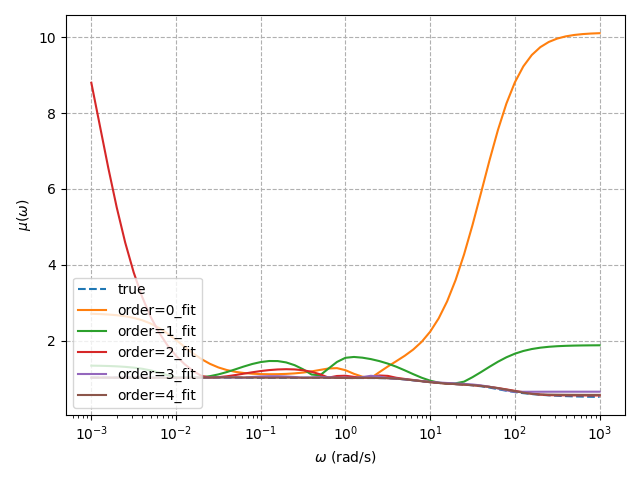 μ(ω)
10
8
6
4
2
true
order=0_fit
order=1_fit
order=2_fit
order=3_fit
order=4_fit
10⁻³
10⁻²
10⁻¹
10⁰
10¹
10²
10³
ω (rad/s)